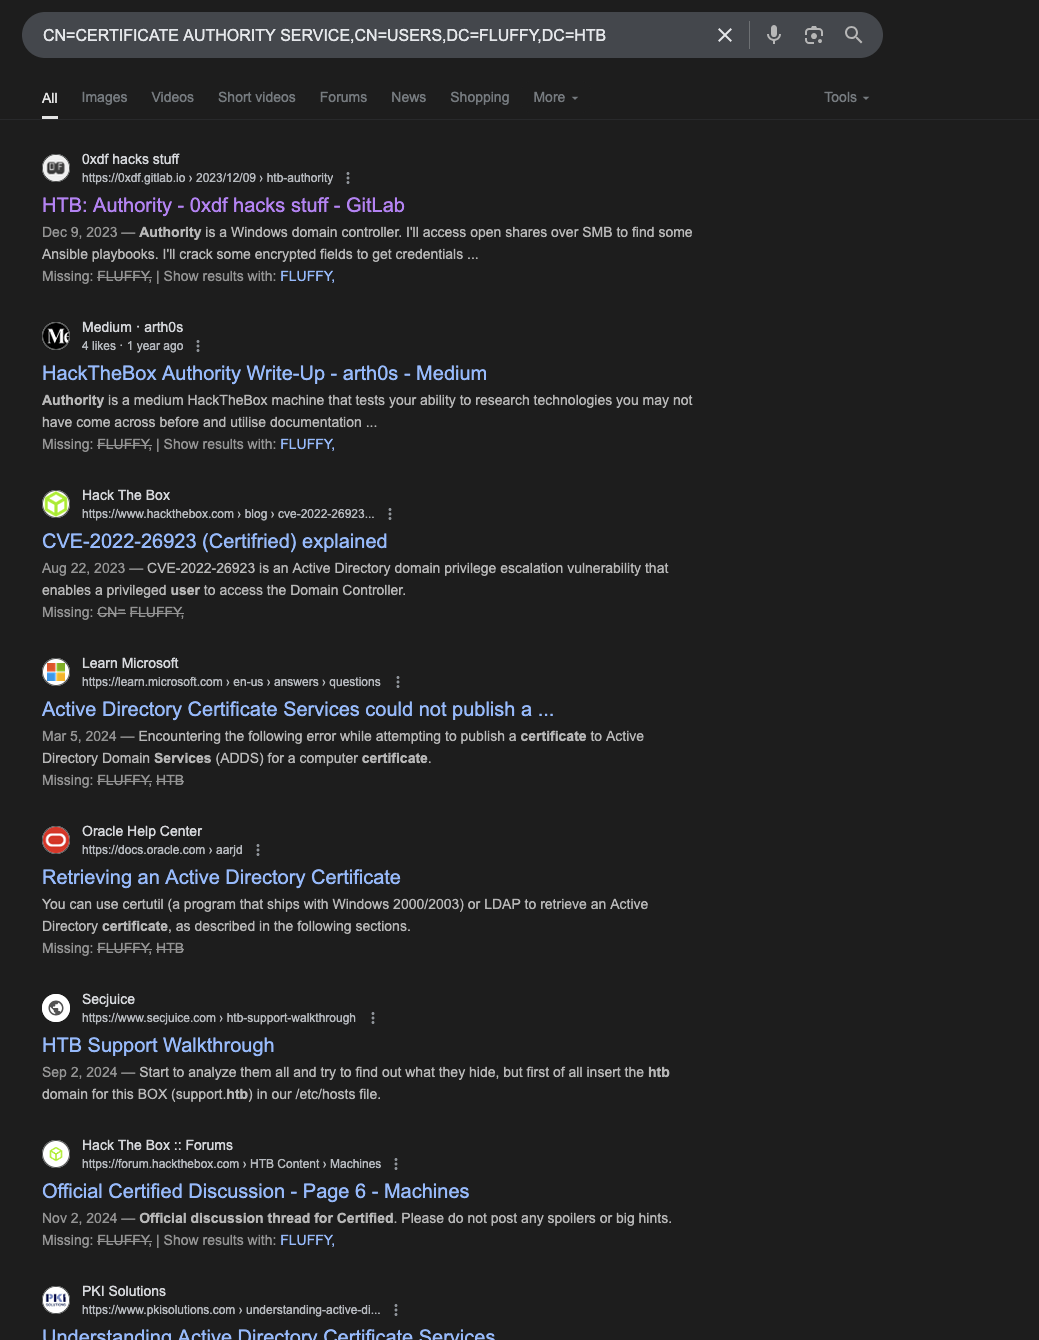 CN=CERTIFICATE AUTHORITY SERVICE,CN=USERS,DC=FLUFFY,DC=HTB
All Images Videos Short videos Forums News Shopping More Tools
0xdf hacks stuff
https://0xdf.gitlab.io › 2023/12/09 › htb-authority
HTB: Authority - 0xdf hacks stuff - GitLab
Dec 9, 2023 — Authority is a Windows domain controller. I'll access open shares over SMB to find some
Ansible playbooks. I'll crack some encrypted fields to get credentials ...
Missing: FLUFFY, | Show results with: FLUFFY,
Medium · arth0s
4 likes · 1 year ago
HackTheBox Authority Write-Up - arth0s - Medium
Authority is a medium HackTheBox machine that tests your ability to research technologies you may not
have come across before and utilise documentation ...
Missing: FLUFFY, | Show results with: FLUFFY,
Hack The Box
https://www.hackthebox.com › blog › cve-2022-26923...
CVE-2022-26923 (Certifried) explained
Aug 22, 2023 — CVE-2022-26923 is an Active Directory domain privilege escalation vulnerability that
enables a privileged user to access the Domain Controller.
Missing: CN= FLUFFY,
Learn Microsoft
https://learn.microsoft.com › en-us › answers › questions
Active Directory Certificate Services could not publish a ...
Mar 5, 2024 — Encountering the following error while attempting to publish a certificate to Active
Directory Domain Services (ADDS) for a computer certificate.
Missing: FLUFFY, HTB
Oracle Help Center
https://docs.oracle.com › aarjd
Retrieving an Active Directory Certificate
You can use certutil (a program that ships with Windows 2000/2003) or LDAP to retrieve an Active
Directory certificate, as described in the following sections.
Missing: FLUFFY, HTB
Secjuice
https://www.secjuice.com › htb-support-walkthrough
HTB Support Walkthrough
Sep 2, 2024 — Start to analyze them all and try to find out what they hide, but first of all insert the htb
domain for this BOX (support.htb) in our /etc/hosts file.
Hack The Box :: Forums
https://forum.hackthebox.com › HTB Content › Machines
Official Certified Discussion - Page 6 - Machines
Nov 2, 2024 — Official discussion thread for Certified. Please do not post any spoilers or big hints.
Missing: FLUFFY, | Show results with: FLUFFY,
PKI Solutions
https://www.pkisolutions.com › understanding-active-di...
Understanding Active Directory Certificate Services